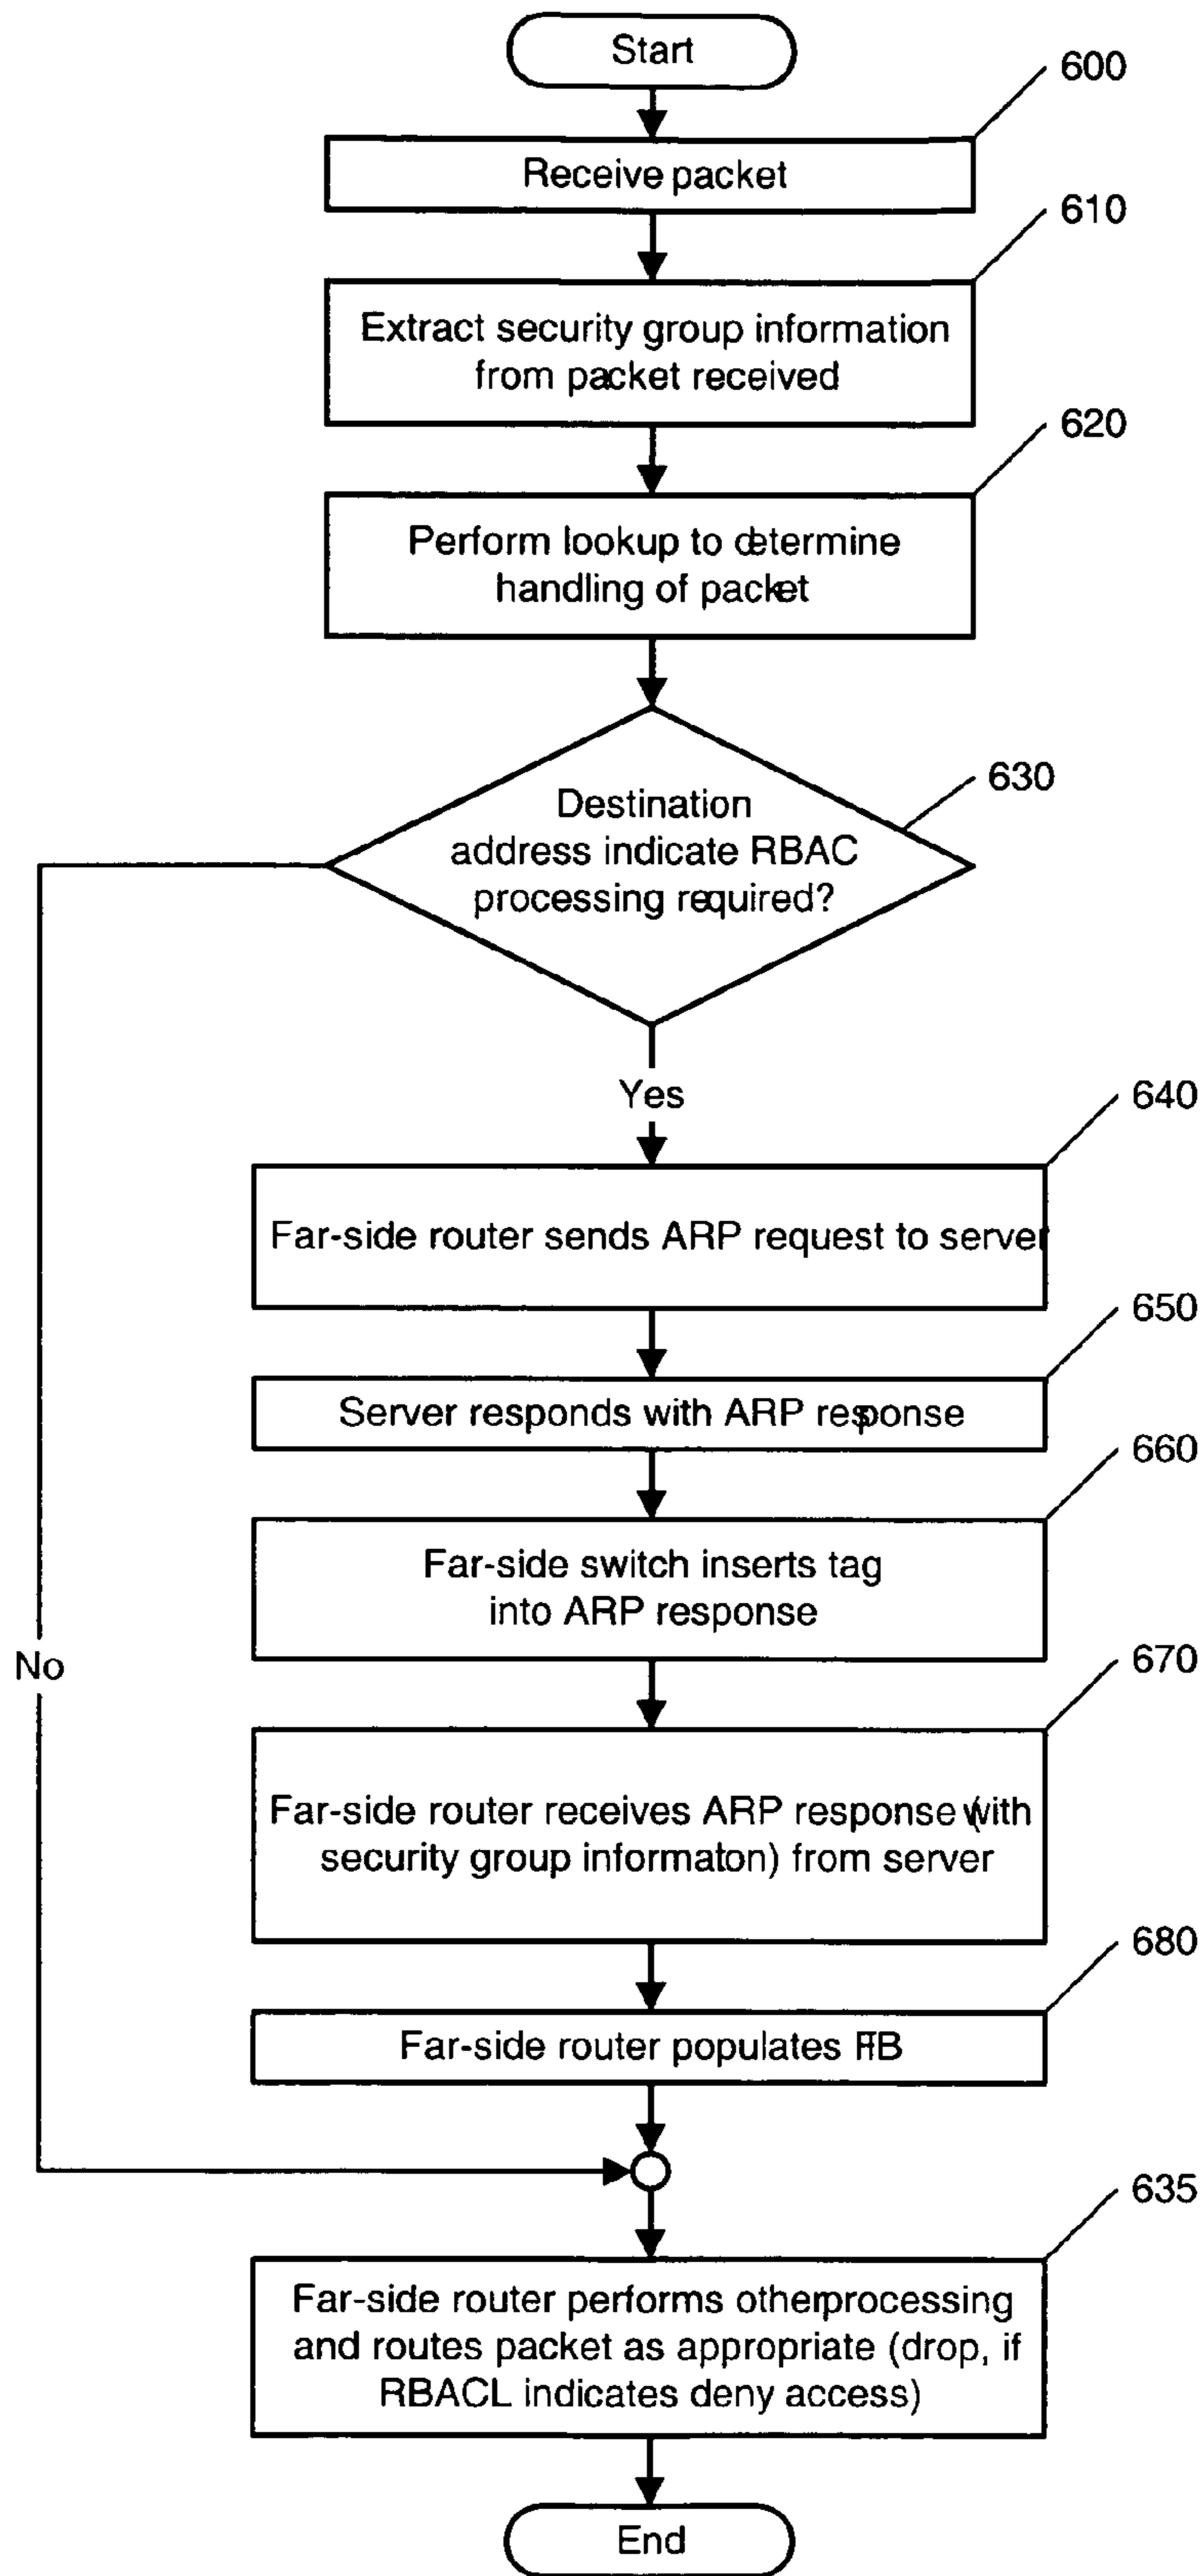 Start
600
Receive packet
610
Extract security group information
from packet received
620
Perform lookup to determine
handling of packet
630
Destination
address indicate RBAC
processing required?
Yes
640
Far-side router sends ARP request to server
650
Server responds with ARP response
660
Far-side switch inserts tag
into ARP response
No
670
Far-side router receives ARP response (with
security group informaton) from server
680
Far-side router populates FIB
635
Far-side router performs other processing
and routes packet as appropriate (drop, if
RBACL indicates deny access)
End